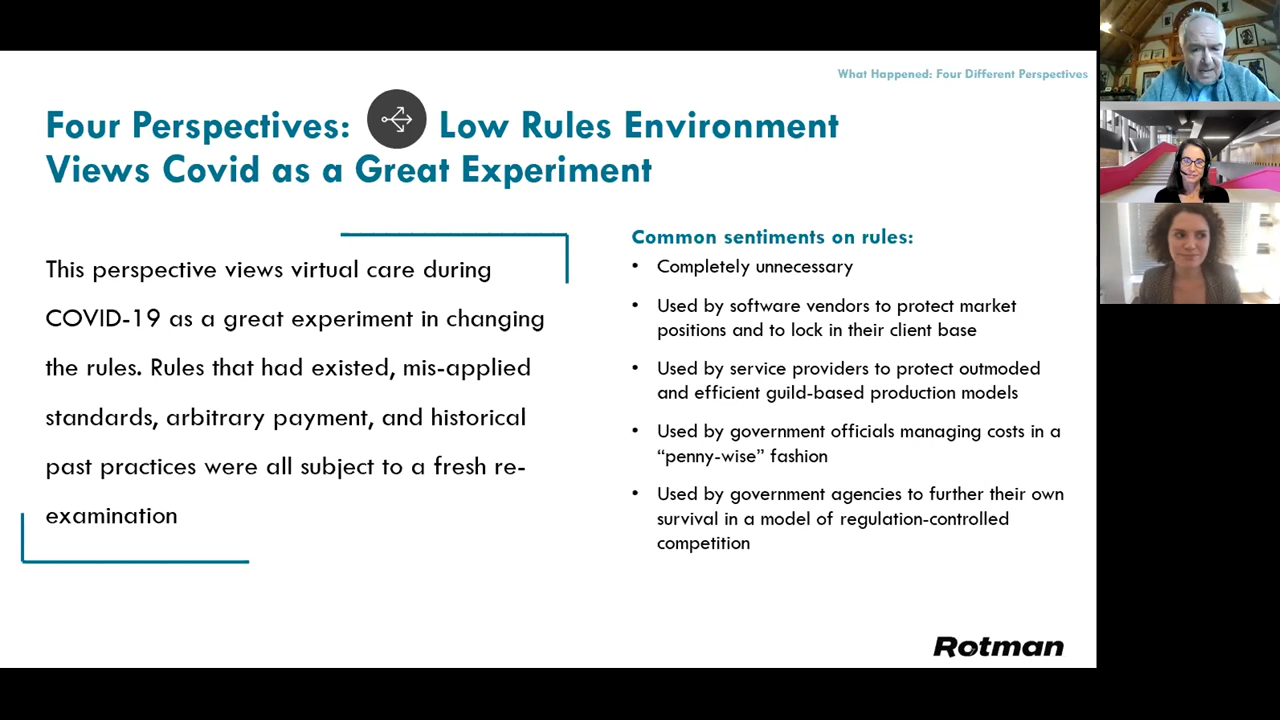 What Happened: Four Different Perspectives
Four Perspectives: Low Rules Environment
Views Covid as a Great Experiment
This perspective views virtual care during
COVID-19 as a great experiment in changing
the rules. Rules that had existed, mis-applied
standards, arbitrary payment, and historical
past practices were all subject to a fresh re-
examination
Common sentiments on rules:
• Completely unnecessary
• Used by software vendors to protect market
positions and to lock in their client base
• Used by service providers to protect outmoded
and efficient guild-based production models
• Used by government officials managing costs in a
“penny-wise” fashion
• Used by government agencies to further their own
survival in a model of regulation-controlled
competition
Rotman